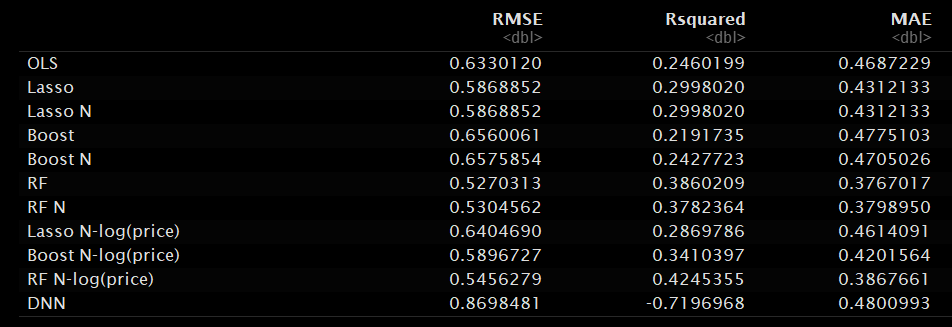 RMSE Rsquared MAE
<dbl> <dbl> <dbl>
OLS 0.6330120 0.2460199 0.4687229
Lasso 0.5868852 0.2998020 0.4312133
Lasso N 0.5868852 0.2998020 0.4312133
Boost 0.6560061 0.2191735 0.4775103
Boost N 0.6575854 0.2427723 0.4705026
RF 0.5270313 0.3860209 0.3767017
RF N 0.5304562 0.3782364 0.3798950
Lasso N-log(price) 0.6404690 0.2869786 0.4614091
Boost N-log(price) 0.5896727 0.3410397 0.4201564
RF N-log(price) 0.5456279 0.4245355 0.3867661
DNN 0.8698481 -0.7196968 0.4800993